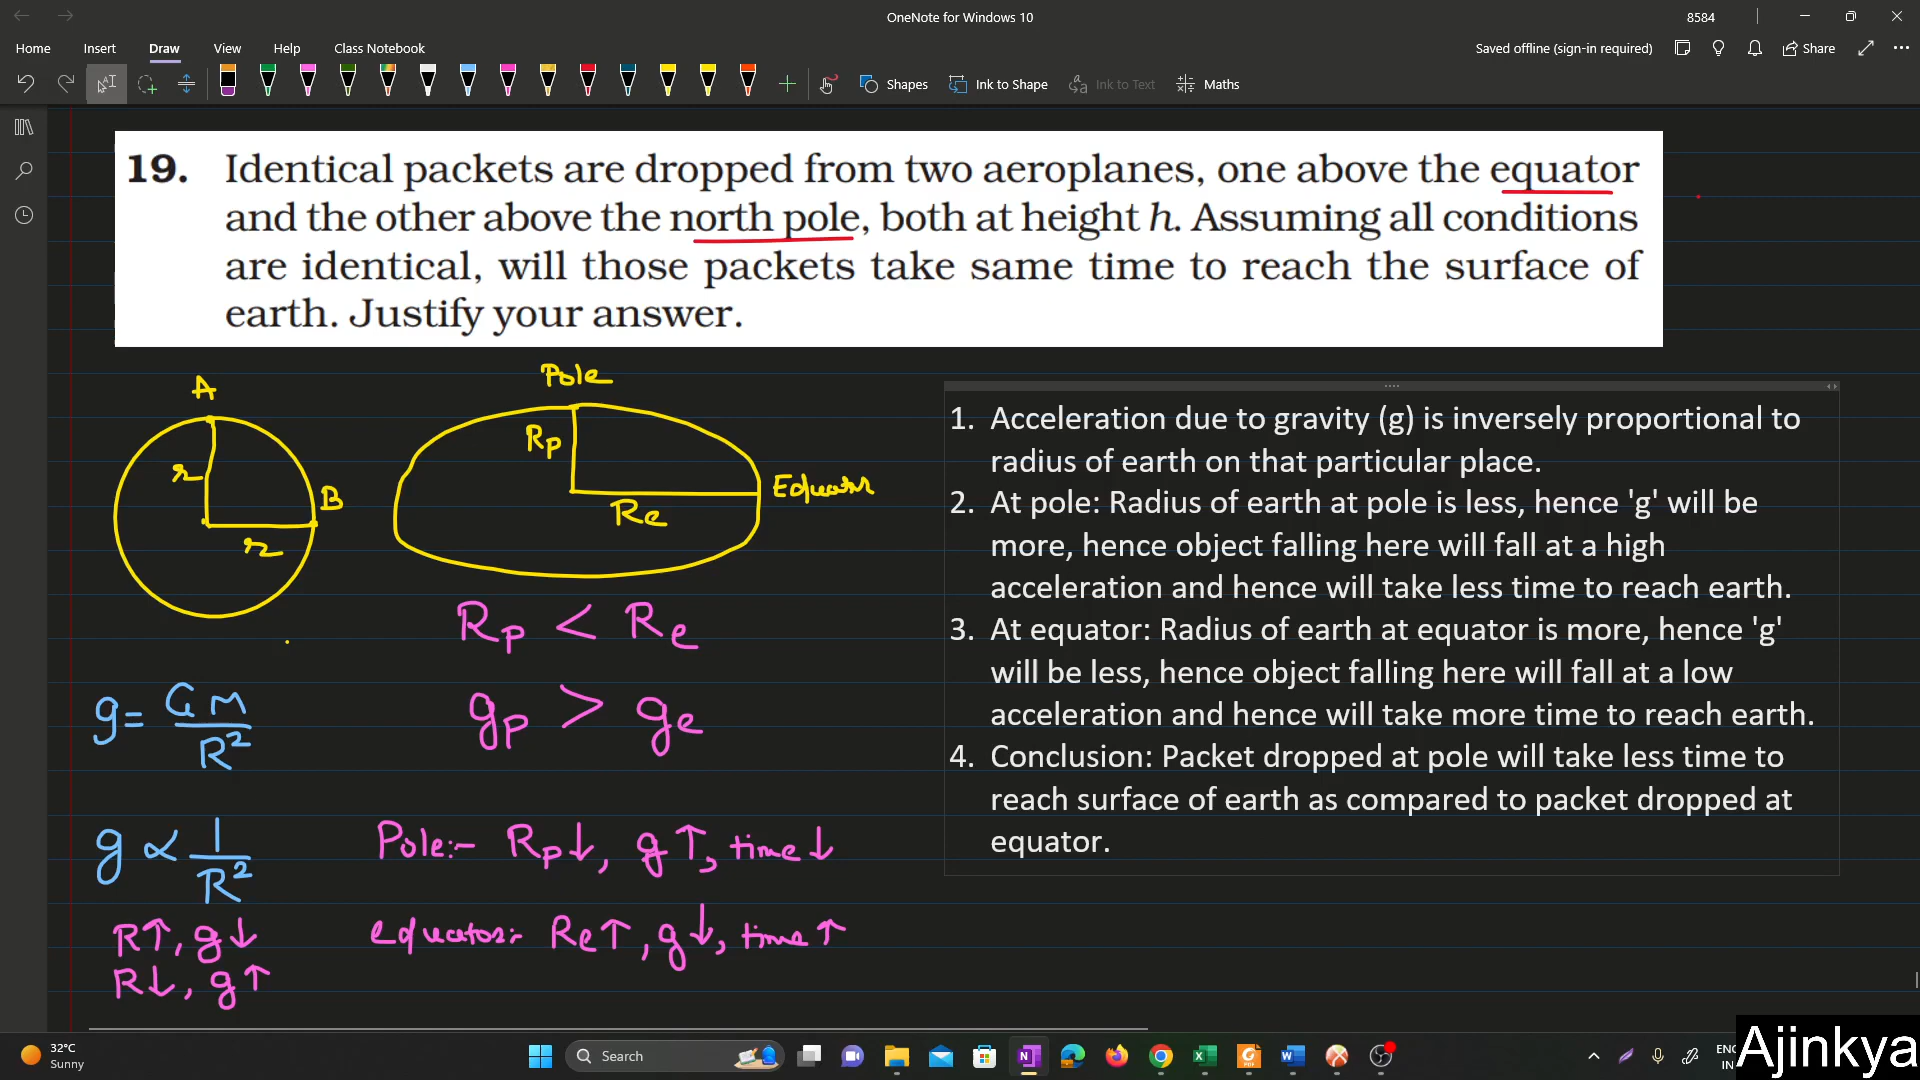 OneNote for Windows 10
8584
Home Insert Draw View Help Class Notebook
Saved offline (sign-in required) Share
Shapes Ink to Shape Ink to Text Maths
19. Identical packets are dropped from two aeroplanes, one above the equator
and the other above the north pole, both at height h. Assuming all conditions
are identical, will those packets take same time to reach the surface of
earth. Justify your answer.
A
r
B
r
Pole
Rp
Equator
Re
Rp < Re
gp > ge
g = GM / R²
g ∝ 1 / R²
R↑, g↓
R↓, g↑
Pole:- Rp↓, g↑, time↓
equator:- Re↑, g↓, time↑
1. Acceleration due to gravity (g) is inversely proportional to
radius of earth on that particular place.
2. At pole: Radius of earth at pole is less, hence 'g' will be
more, hence object falling here will fall at a high
acceleration and hence will take less time to reach earth.
3. At equator: Radius of earth at equator is more, hence 'g'
will be less, hence object falling here will fall at a low
acceleration and hence will take more time to reach earth.
4. Conclusion: Packet dropped at pole will take less time to
reach surface of earth as compared to packet dropped at
equator.
32°C
Sunny
Search
ENG
IN
Ajinkya